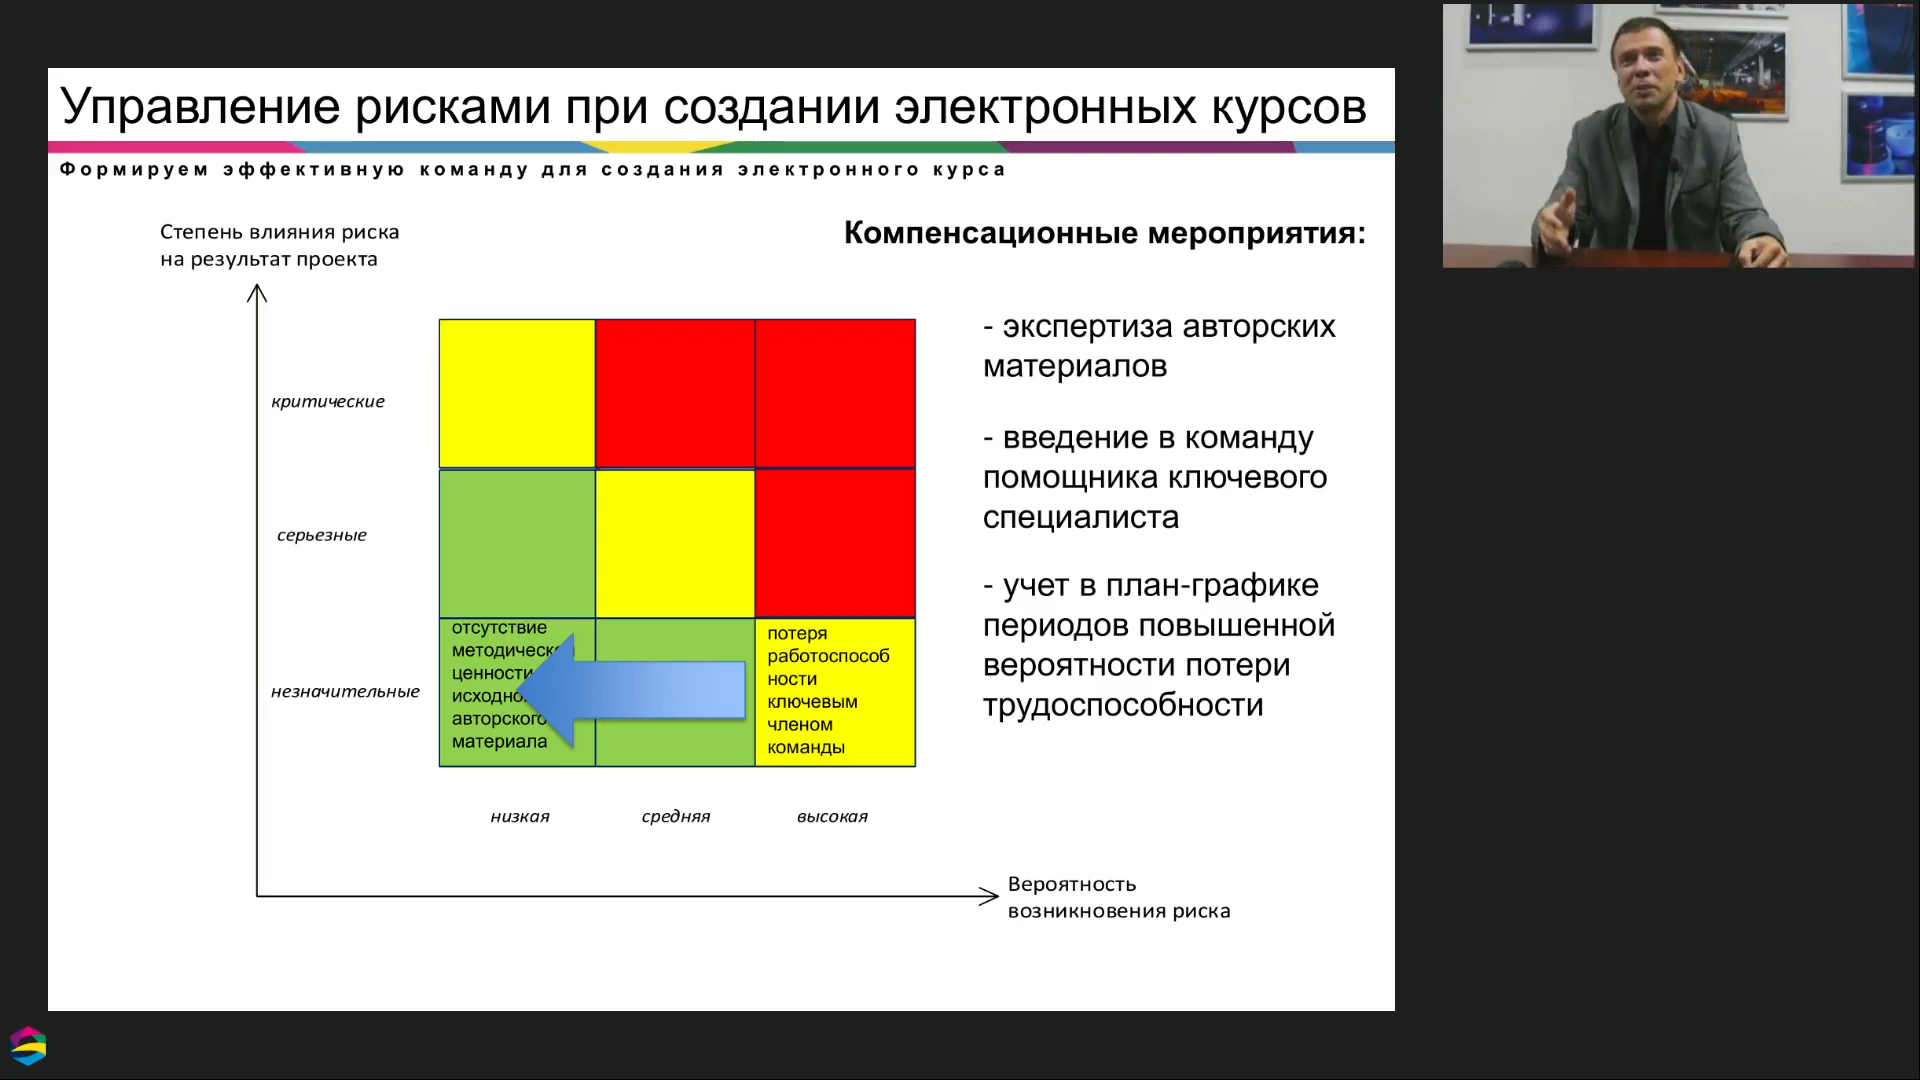 Управление рисками при создании электронных курсов
Формируем эффективную команду для создания электронного курса
Степень влияния риска
на результат проекта
Компенсационные мероприятия:
- экспертиза авторских
материалов
- введение в команду
помощника ключевого
специалиста
- учет в план-графике
периодов повышенной
вероятности потери
трудоспособности
критические
серьезные
незначительные
отсутствие
ценности
авторского
материала
потеря
работоспособ
ности
ключевым
членом
команды
низкая
средняя
высокая
Вероятность
возникновения риска